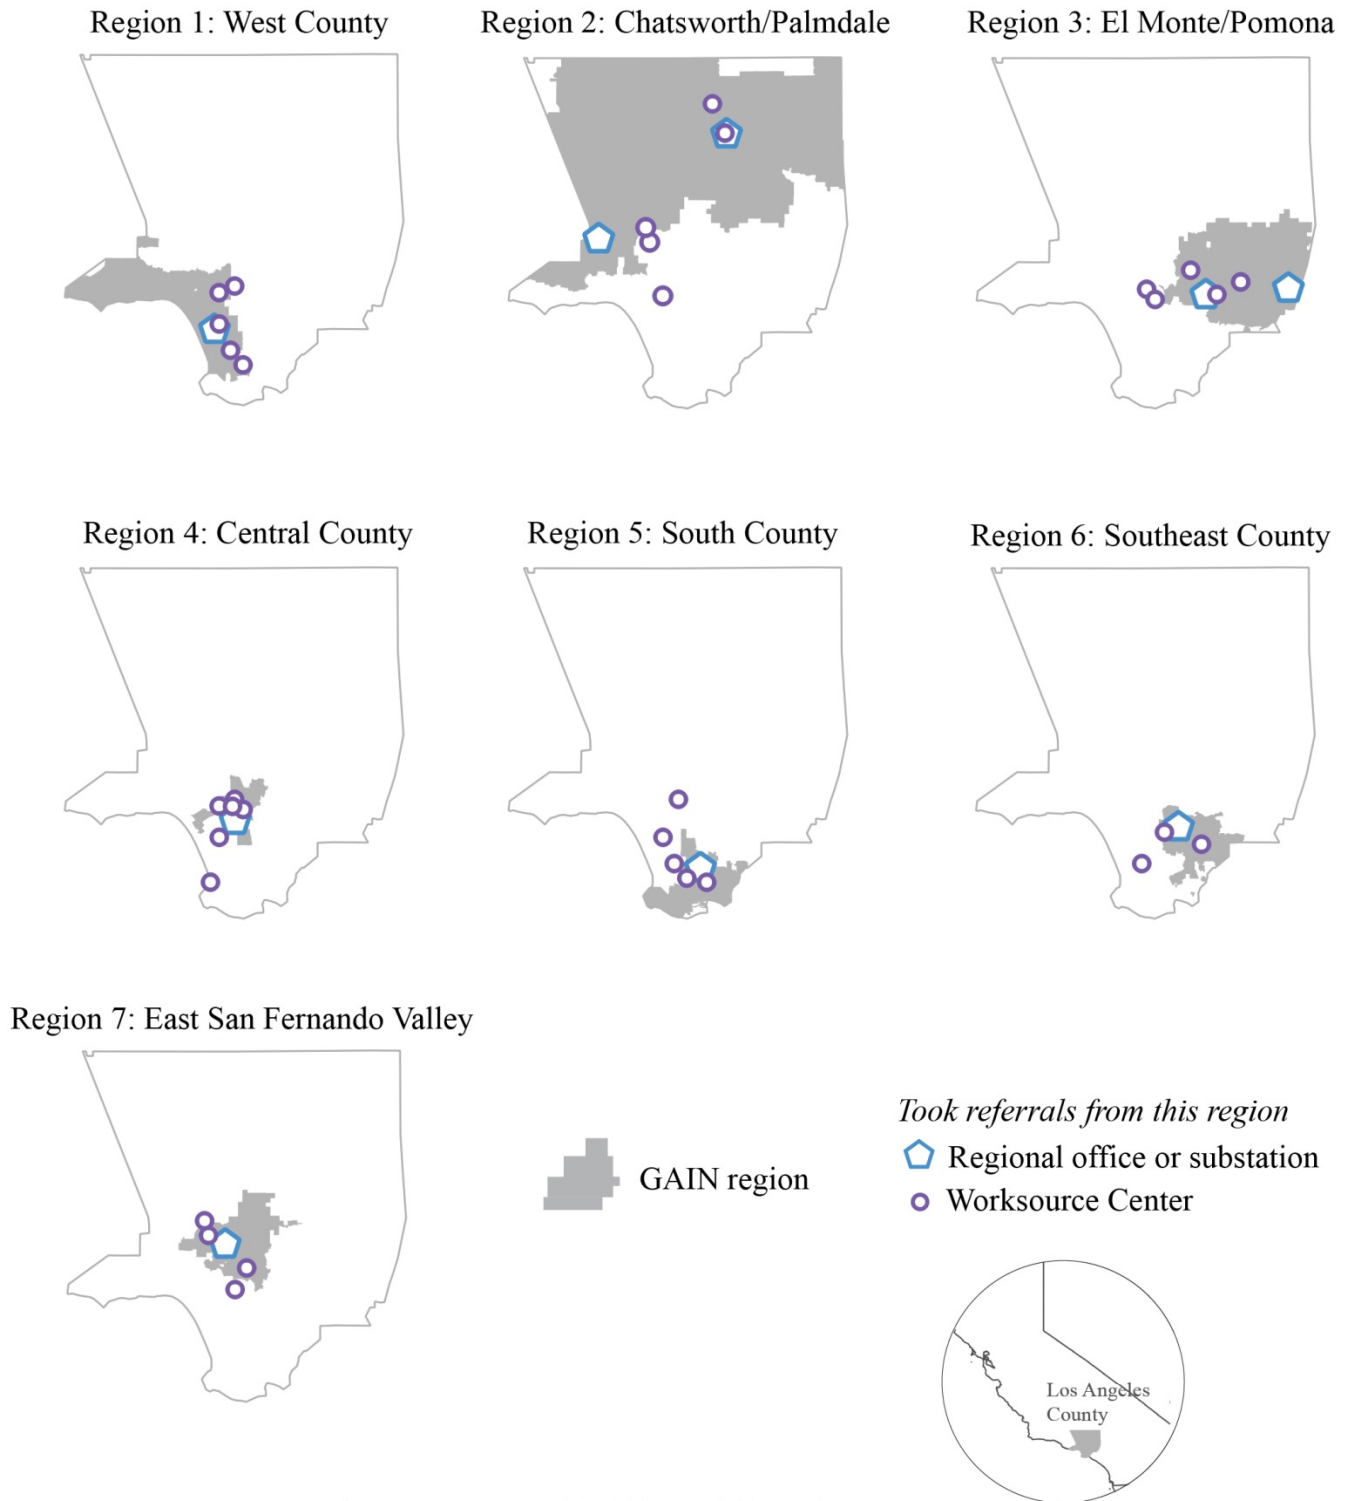 Region 1: West County
Region 2: Chatsworth/Palmdale
Region 3: El Monte/Pomona
Region 4: Central County
Region 5: South County
Region 6: Southeast County
Region 7: East San Fernando Valley
GAIN region
Took referrals from this region
Regional office or substation
Worksource Center
Los Angeles
County